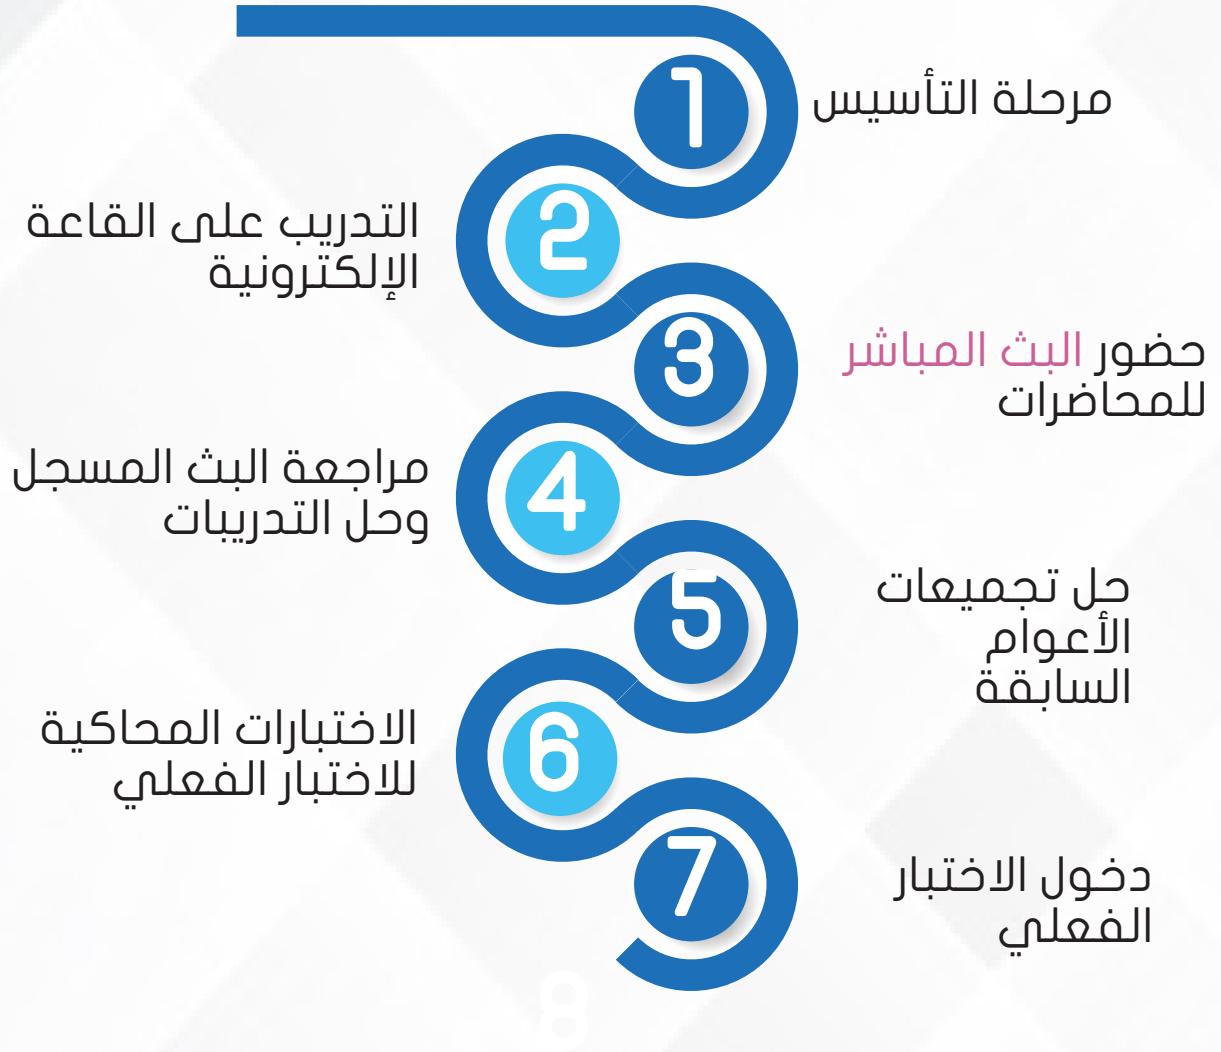 1
مرحلة التأسيس
2
التدريب على القاعة
الإلكترونية
3
حضور البث المباشر
للمحاضرات
4
مراجعة البث المسجل
وحل التدريبات
5
حل تجميعات
الأعوام
السابقة
6
الاختبارات المحاكية
للاختبار الفعلي
7
دخول الاختبار
الفعلي
8